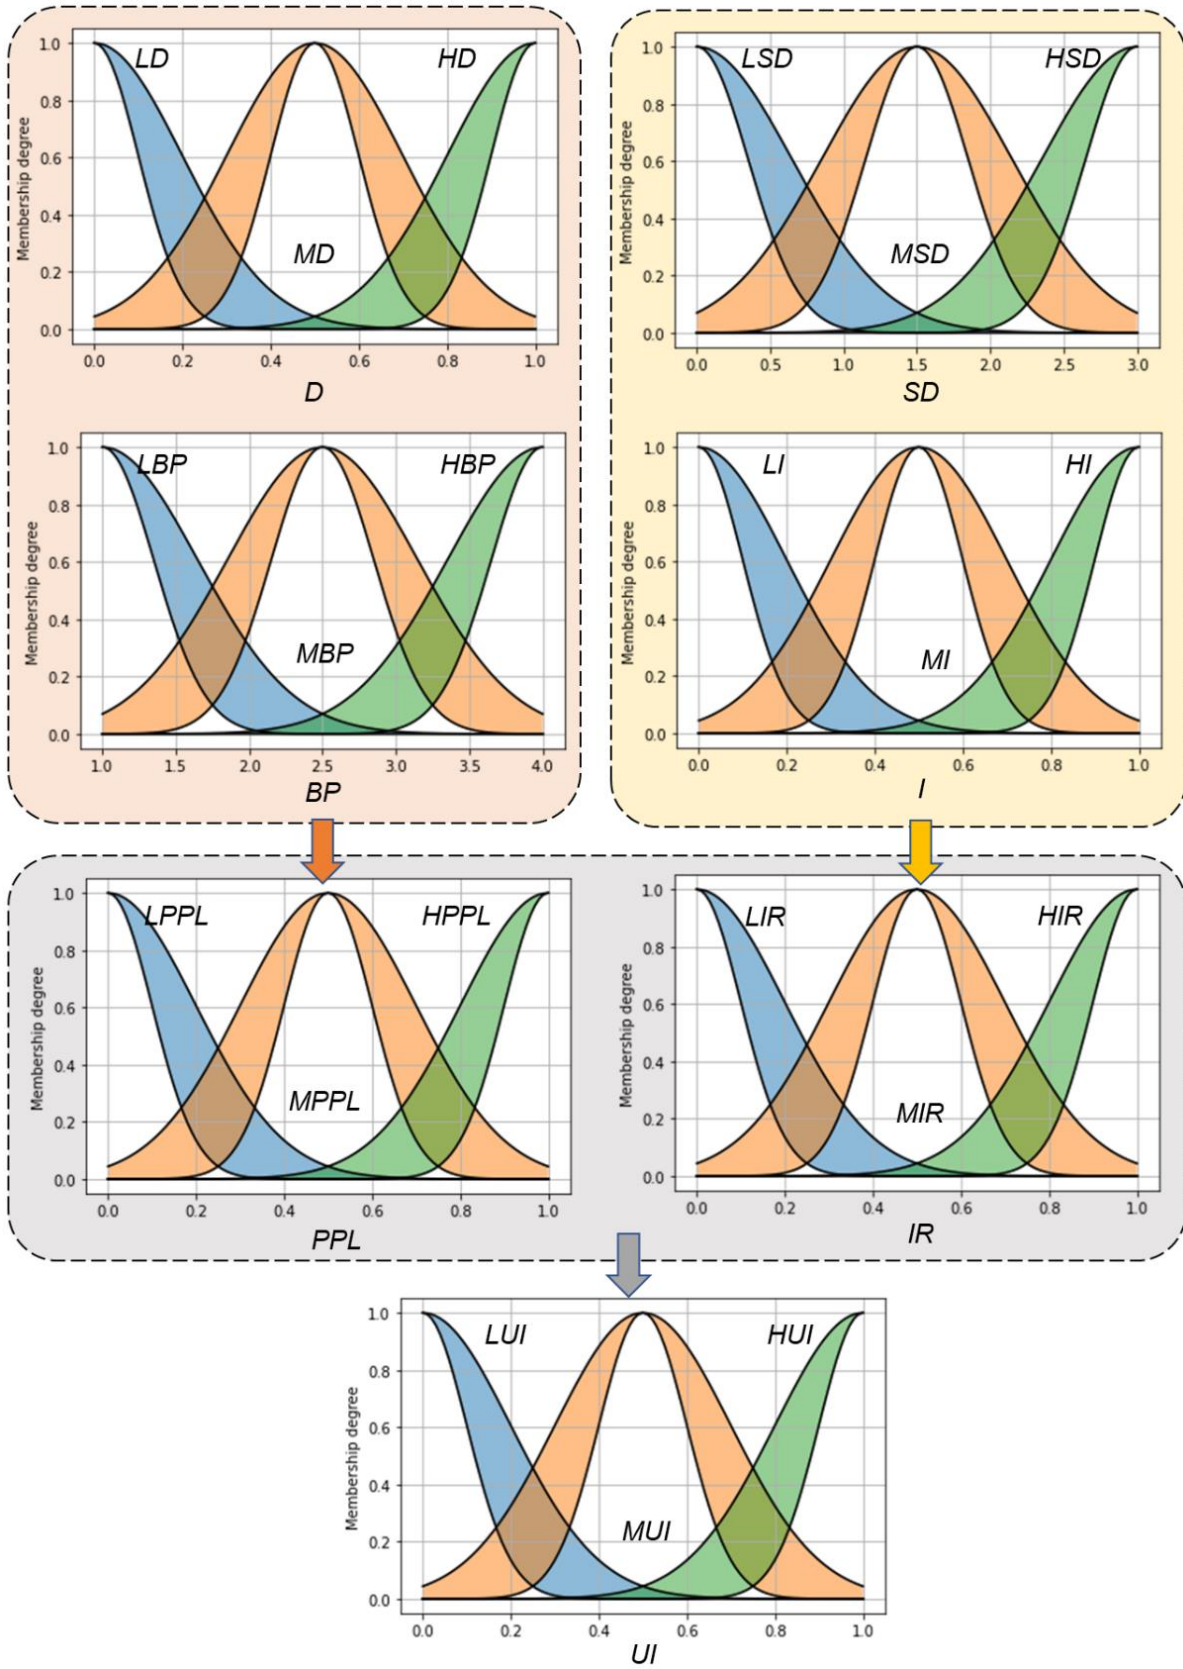 LD HD
MD
Membership degree
1.0
0.8
0.6
0.4
0.2
0.0
0.0 0.2 0.4 0.6 0.8 1.0
D
LSD HSD
MSD
Membership degree
1.0
0.8
0.6
0.4
0.2
0.0
0.0 0.5 1.0 1.5 2.0 2.5 3.0
SD
LBP HBP
MBP
Membership degree
1.0
0.8
0.6
0.4
0.2
0.0
1.0 1.5 2.0 2.5 3.0 3.5 4.0
BP
LI HI
MI
Membership degree
1.0
0.8
0.6
0.4
0.2
0.0
0.0 0.2 0.4 0.6 0.8 1.0
I
LPPL HPPL
MPPL
Membership degree
1.0
0.8
0.6
0.4
0.2
0.0
0.0 0.2 0.4 0.6 0.8 1.0
PPL
LIR HIR
MIR
Membership degree
1.0
0.8
0.6
0.4
0.2
0.0
0.0 0.2 0.4 0.6 0.8 1.0
IR
LUI HUI
MUI
Membership degree
1.0
0.8
0.6
0.4
0.2
0.0
0.0 0.2 0.4 0.6 0.8 1.0
UI